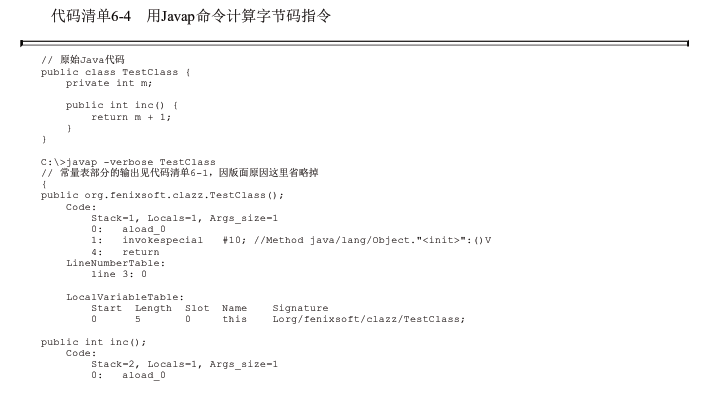 代码清单6-4 用Javap命令计算字节码指令
// 原始Java代码
public class TestClass {
    private int m;

    public int inc() {
        return m + 1;
    }
}

C:\>javap -verbose TestClass
// 常量表部分的输出见代码清单6-1，因版面原因这里省略掉
{
public org.fenixsoft.clazz.TestClass();
    Code:
        Stack=1, Locals=1, Args_size=1
        0:   aload_0
        1:   invokespecial   #10; //Method java/lang/Object."<init>":()V
        4:   return
    LineNumberTable:
        line 3: 0

    LocalVariableTable:
        Start  Length  Slot  Name    Signature
        0      5       0     this    Lorg/fenixsoft/clazz/TestClass;

public int inc();
    Code:
        Stack=2, Locals=1, Args_size=1
        0:   aload_0